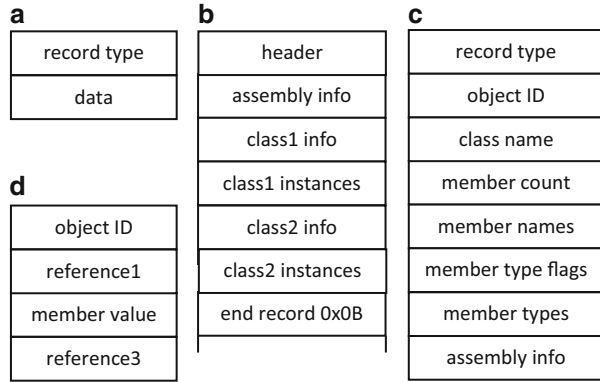 a
record type
data
b
header
assembly info
class1 info
class1 instances
class2 info
class2 instances
end record 0x0B
c
record type
object ID
class name
member count
member names
member type flags
member types
assembly info
d
object ID
reference1
member value
reference3